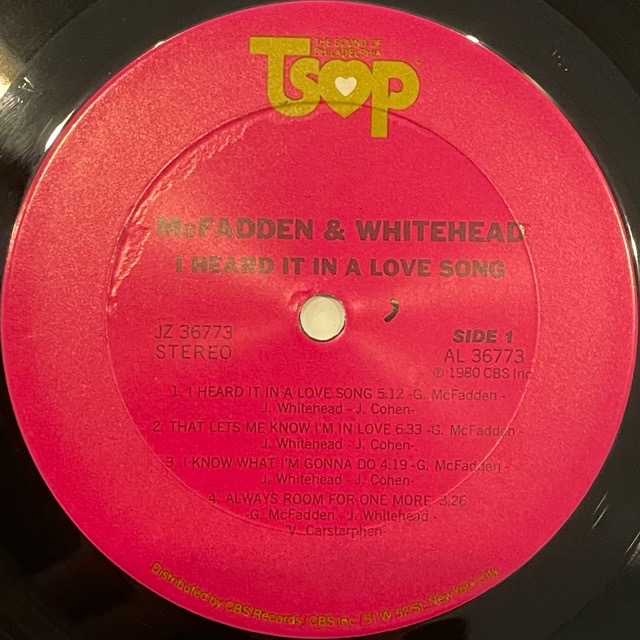 THE SOUND OF
PHILADELPHIA
TSOP
McFADDEN & WHITEHEAD
I HEARD IT IN A LOVE SONG
JZ 36773
STEREO
SIDE 1
AL 36773
℗ 1980 CBS Inc.
1. I HEARD IT IN A LOVE SONG 5:12 -G. McFadden -
J. Whitehead - J. Cohen-
2. THAT LETS ME KNOW I'M IN LOVE 6:33 -G. McFadden -
J. Whitehead - J. Cohen-
3. I KNOW WHAT I'M GONNA DO 4:19 -G. McFadden -
J. Whitehead - J. Cohen-
4. ALWAYS ROOM FOR ONE MORE 3:26
-G. McFadden - J. Whitehead -
V. Carstarphen-
Distributed by CBS Records / CBS Inc. / 51 W. 52 St. New York City